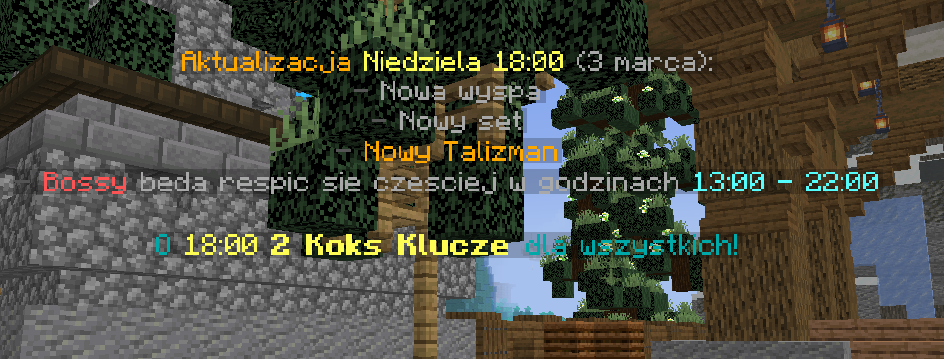 Aktualizacja Niedziela 18:00 (3 marca):
- Nowa wyspa
- Nowy set
- Nowy Talizman
- Bossy beda respic sie czesciej w godzinach 13:00 - 22:00
O 18:00 2 Koks Klucze dla wszystkich!